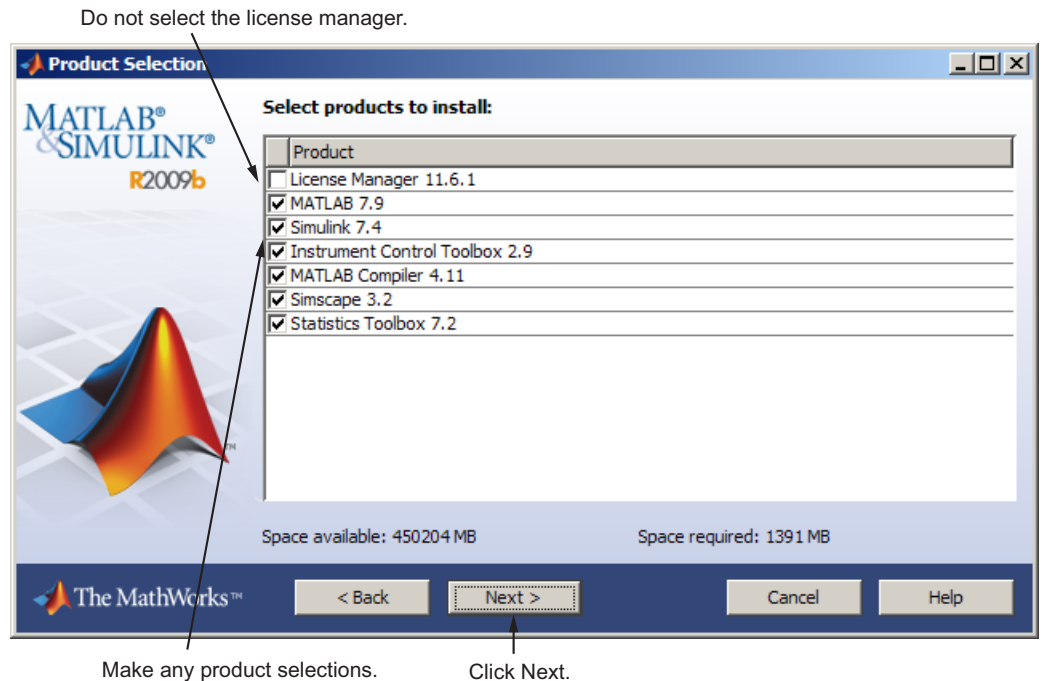 Do not select the license manager.
Product Selection
MATLAB®
&SIMULINK®
R2009b
Select products to install:
Product
License Manager 11.6.1
MATLAB 7.9
Simulink 7.4
Instrument Control Toolbox 2.9
MATLAB Compiler 4.11
Simscape 3.2
Statistics Toolbox 7.2
TM
Space available: 450204 MB
Space required: 1391 MB
The MathWorks™
< Back
Next >
Cancel
Help
Make any product selections.
Click Next.